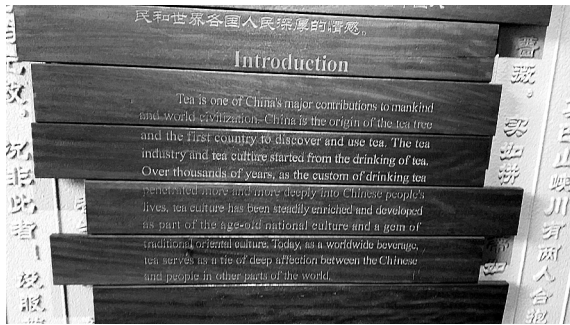 民和世界各国人民深厚的情感。
Introduction
Tea is one of China's major contributions to mankind
and world civilization. China is the origin of the tea tree
and the first country to discover and use tea. The tea
industry and tea culture started from the drinking of tea.
Over thousands of years, as the custom of drinking tea
penetrated more and more deeply into Chinese people's
lives, tea culture has been steadily enriched and developed
as part of the age-old national culture and a gem of
traditional oriental culture. Today, as a worldwide beverage,
tea serves as a tie of deep affection between the Chinese
and people in other parts of the world.